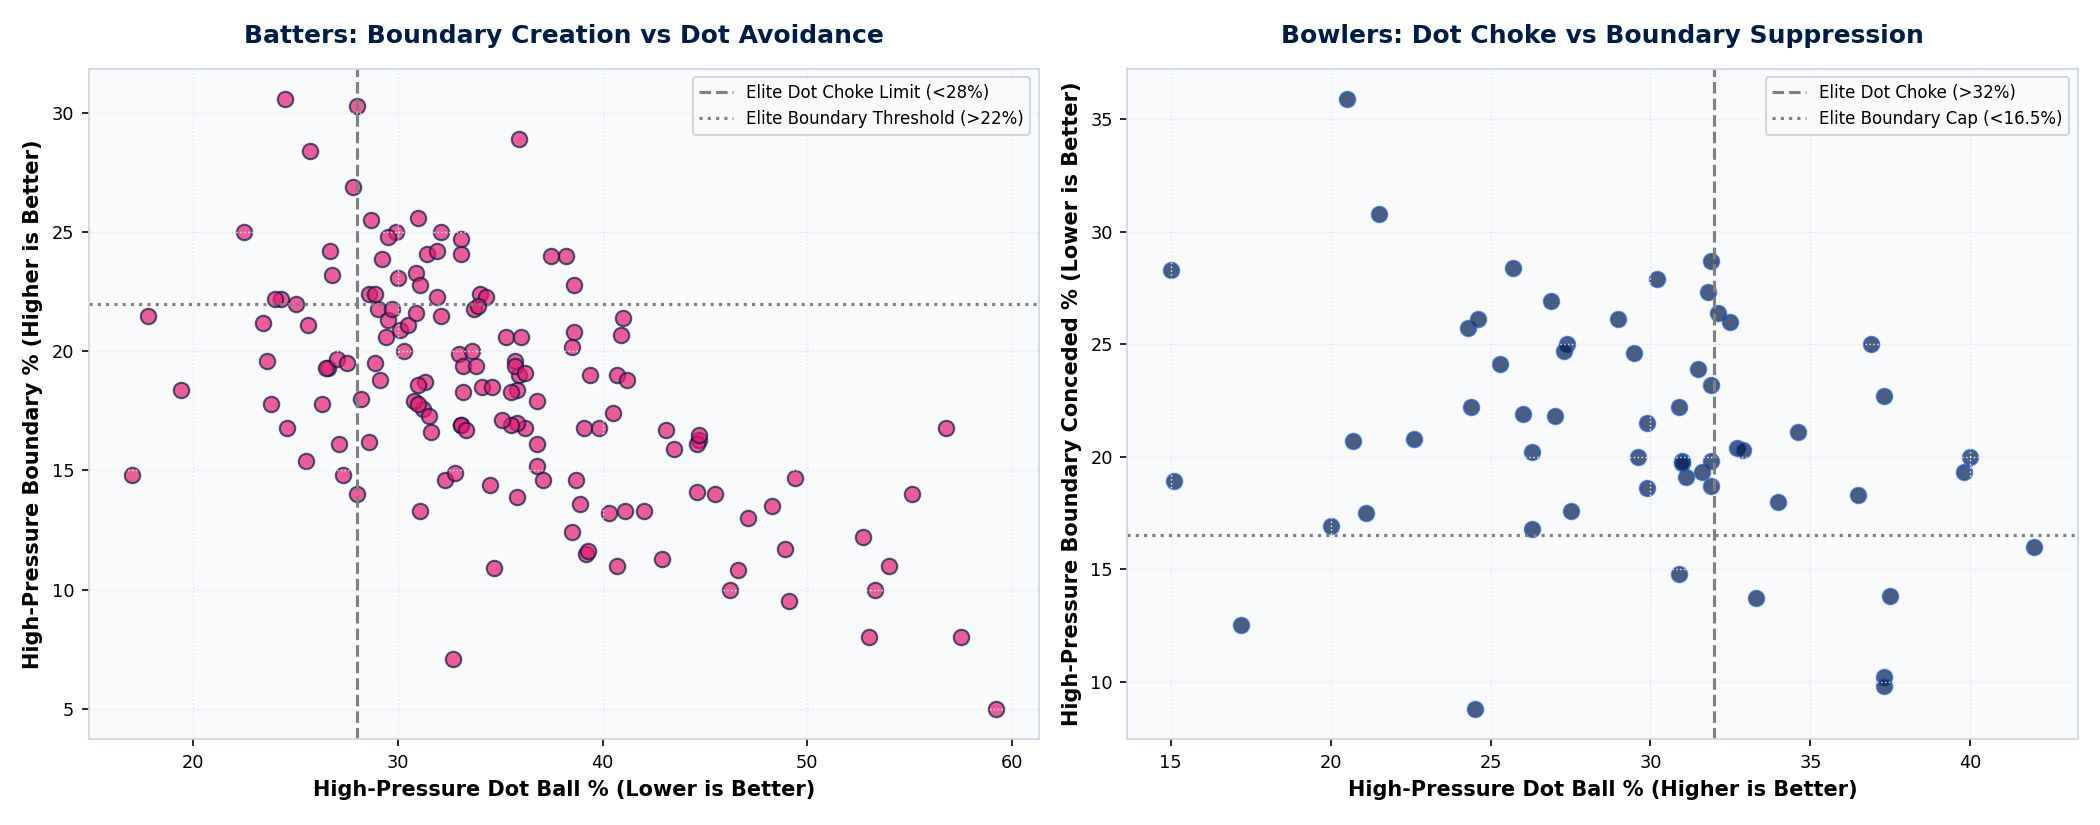 Batters: Boundary Creation vs Dot Avoidance
High-Pressure Boundary % (Higher is Better)
30
25
20
15
10
5
Elite Dot Choke Limit (<28%)
Elite Boundary Threshold (>22%)
20 30 40 50 60
High-Pressure Dot Ball % (Lower is Better)
Bowlers: Dot Choke vs Boundary Suppression
High-Pressure Boundary Conceded % (Lower is Better)
35
30
25
20
15
10
Elite Dot Choke (>32%)
Elite Boundary Cap (<16.5%)
15 20 25 30 35 40
High-Pressure Dot Ball % (Higher is Better)